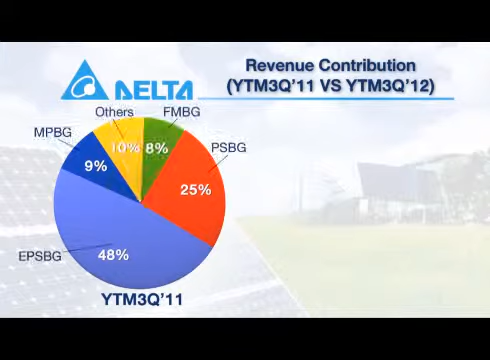 Revenue Contribution
(YTM3Q'11 VS YTM3Q'12)
DELTA
Others
FMBG
MPBG
10%
8%
PSBG
9%
25%
EPSBG
48%
YTM3Q'11